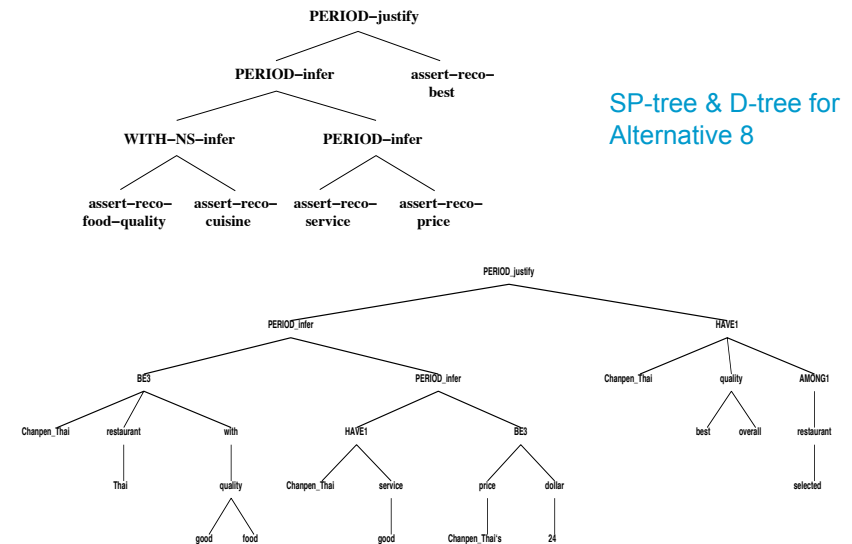 PERIOD–justify
PERIOD–infer assert–reco–
best
SP-tree & D-tree for
Alternative 8
WITH–NS–infer PERIOD–infer
assert–reco– assert–reco– assert–reco– assert–reco–
food–quality cuisine service price
PERIOD_justify
PERIOD_infer HAVE1
BE3 PERIOD_infer Chanpen_Thai quality AMONG1
Chanpen_Thai restaurant with HAVE1 BE3 best overall restaurant
Thai quality Chanpen_Thai service price dollar selected
good food good Chanpen_Thai's 24